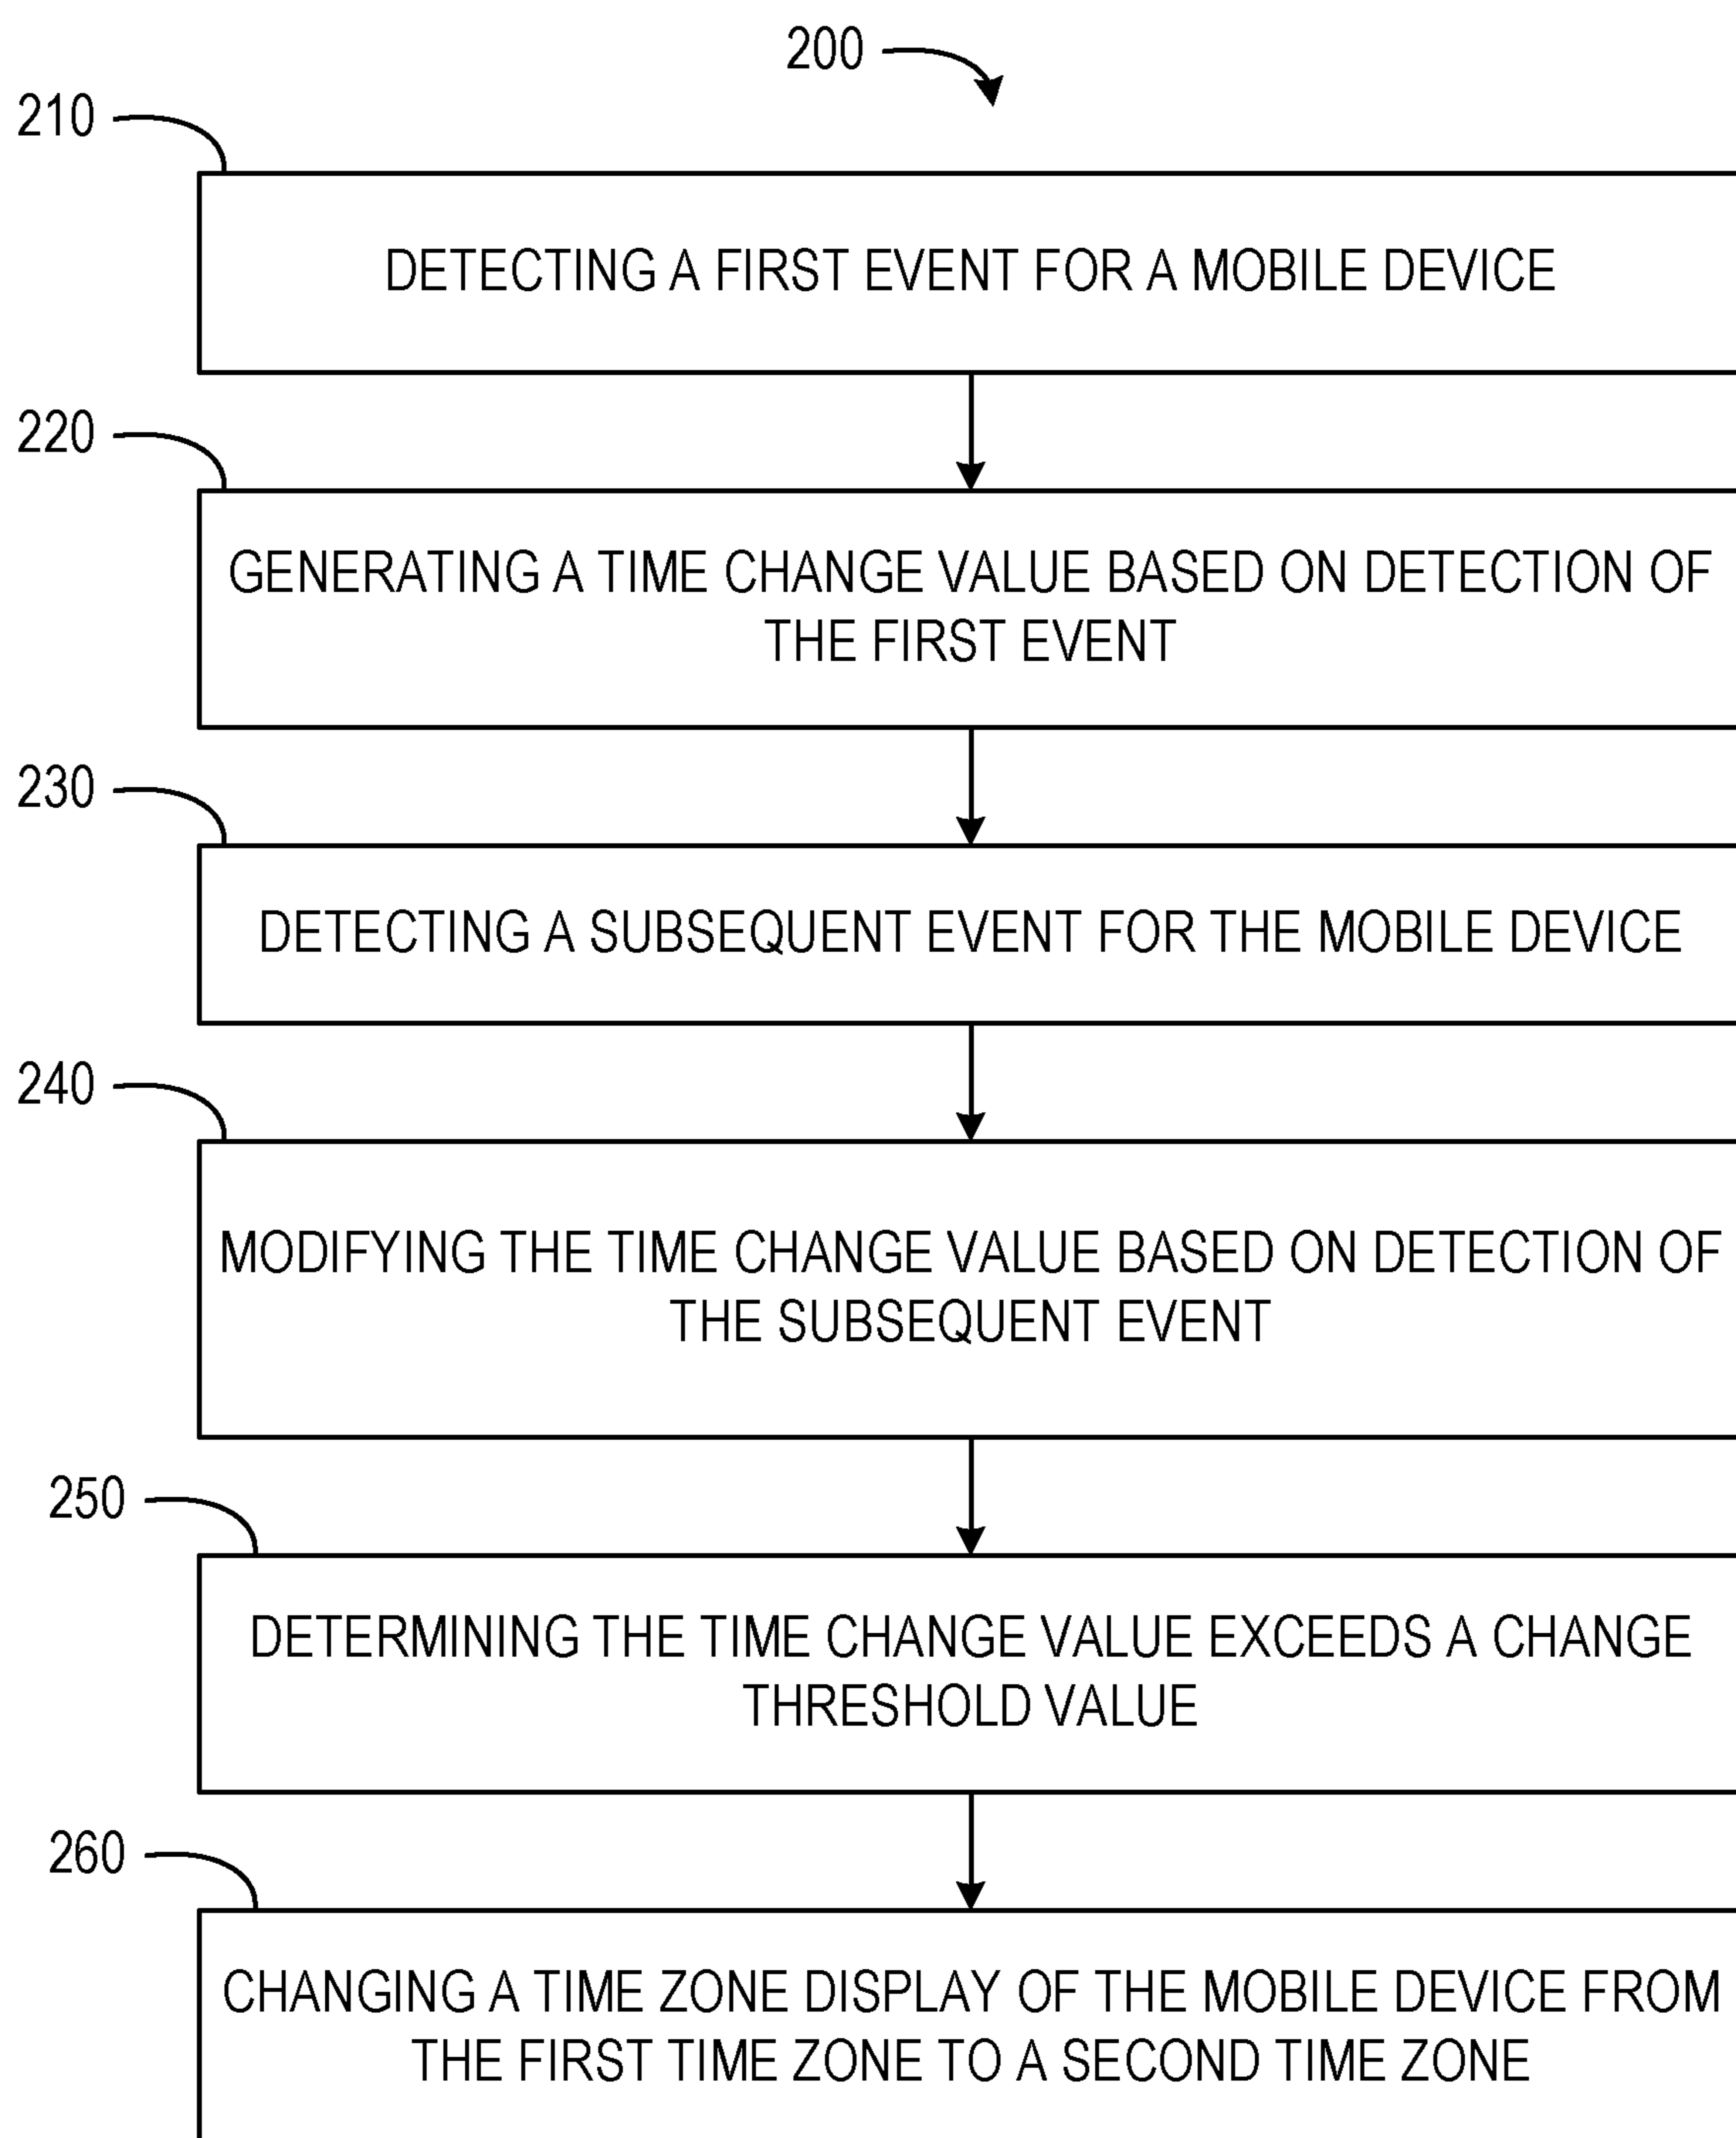 200
210
DETECTING A FIRST EVENT FOR A MOBILE DEVICE
220
GENERATING A TIME CHANGE VALUE BASED ON DETECTION OF
THE FIRST EVENT
230
DETECTING A SUBSEQUENT EVENT FOR THE MOBILE DEVICE
240
MODIFYING THE TIME CHANGE VALUE BASED ON DETECTION OF
THE SUBSEQUENT EVENT
250
DETERMINING THE TIME CHANGE VALUE EXCEEDS A CHANGE
THRESHOLD VALUE
260
CHANGING A TIME ZONE DISPLAY OF THE MOBILE DEVICE FROM
THE FIRST TIME ZONE TO A SECOND TIME ZONE